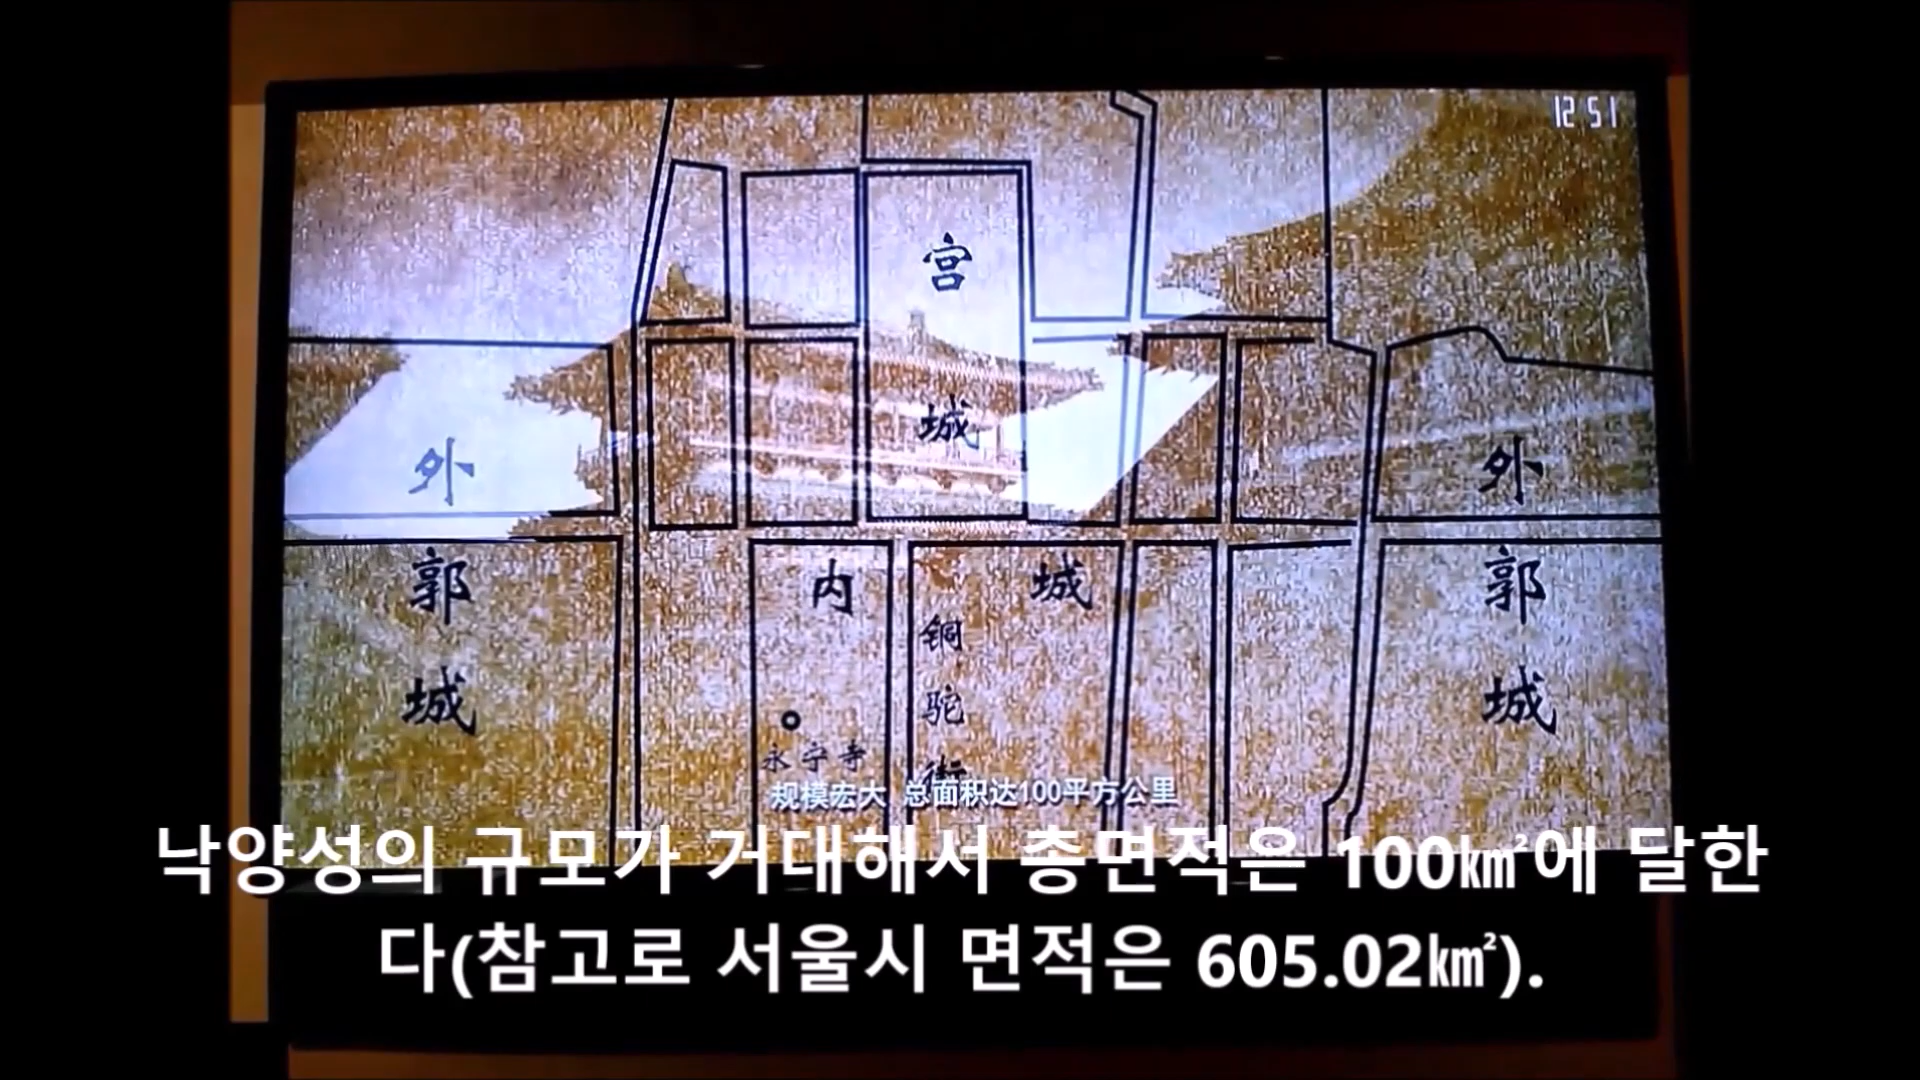 12 51
宫
城
外
郭
城
外
郭
城
内 城
铜
驼
街
永宁寺
规模宏大 总面积达100平方公里
낙양성의 규모가 거대해서 총면적은 100㎢에 달한
다(참고로 서울시 면적은 605.02㎢).